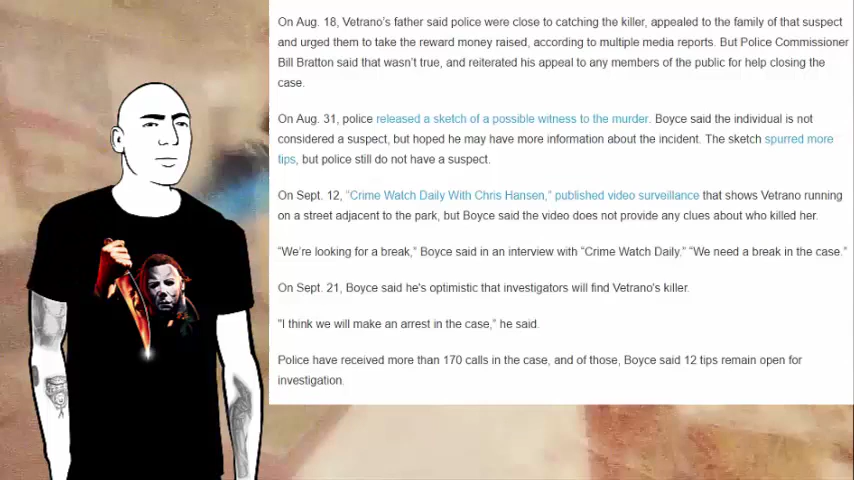 On Aug. 18, Vetrano's father said police were close to catching the killer, appealed to the family of that suspect
and urged them to take the reward money raised, according to multiple media reports. But Police Commissioner
Bill Bratton said that wasn't true, and reiterated his appeal to any members of the public for help closing the
case.
On Aug. 31, police released a sketch of a possible witness to the murder. Boyce said the individual is not
considered a suspect, but hoped he may have more information about the incident. The sketch spurred more
tips, but police still do not have a suspect.
On Sept. 12, “Crime Watch Daily With Chris Hansen,” published video surveillance that shows Vetrano running
on a street adjacent to the park, but Boyce said the video does not provide any clues about who killed her.
“We're looking for a break,” Boyce said in an interview with “Crime Watch Daily.” “We need a break in the case.”
On Sept. 21, Boyce said he's optimistic that investigators will find Vetrano's killer.
"I think we will make an arrest in the case,” he said.
Police have received more than 170 calls in the case, and of those, Boyce said 12 tips remain open for
investigation.